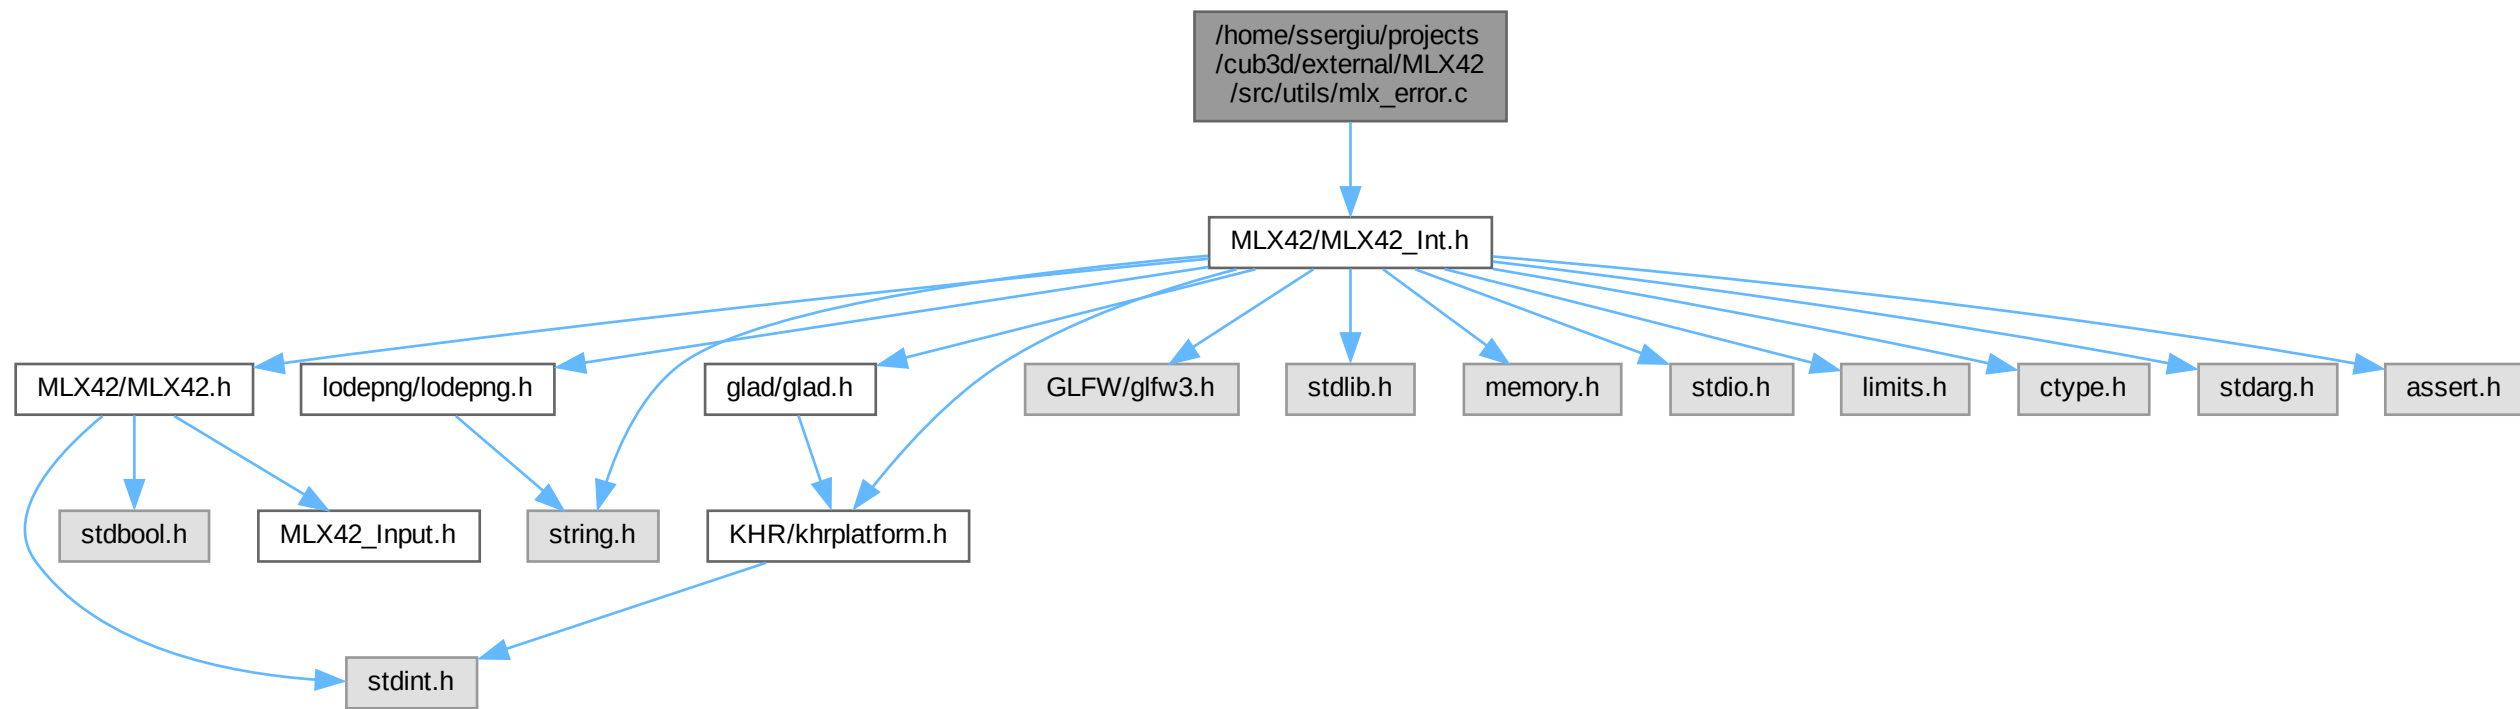 /home/ssergiu/projects
/cub3d/external/MLX42
/src/utils/mlx_error.c
MLX42/MLX42_Int.h
MLX42/MLX42.h
lodepng/lodepng.h
glad/glad.h
GLFW/glfw3.h
stdlib.h
memory.h
stdio.h
limits.h
ctype.h
stdarg.h
assert.h
stdbool.h
MLX42_Input.h
string.h
KHR/khrplatform.h
stdint.h